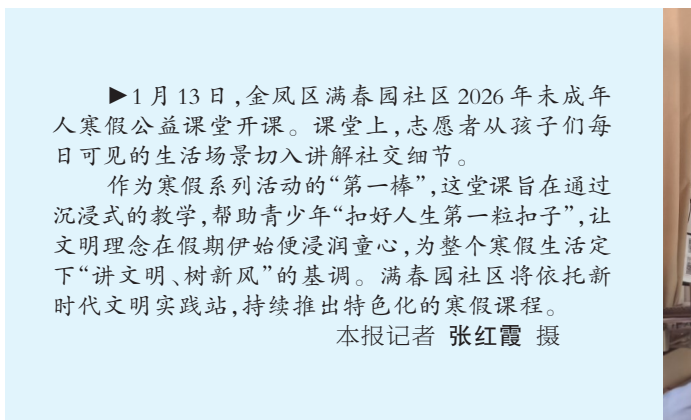 ▶1月13日,金凤区满春园社区2026年未成年
人寒假公益课堂开课。课堂上,志愿者从孩子们每
日可见的生活场景切入讲解社交细节。
作为寒假系列活动的“第一棒”,这堂课旨在通过
沉浸式的教学,帮助青少年“扣好人生第一粒扣子”,让
文明理念在假期伊始便浸润童心,为整个寒假生活定
下“讲文明、树新风”的基调。满春园社区将依托新
时代文明实践站,持续推出特色化的寒假课程。
本报记者 张红霞 摄